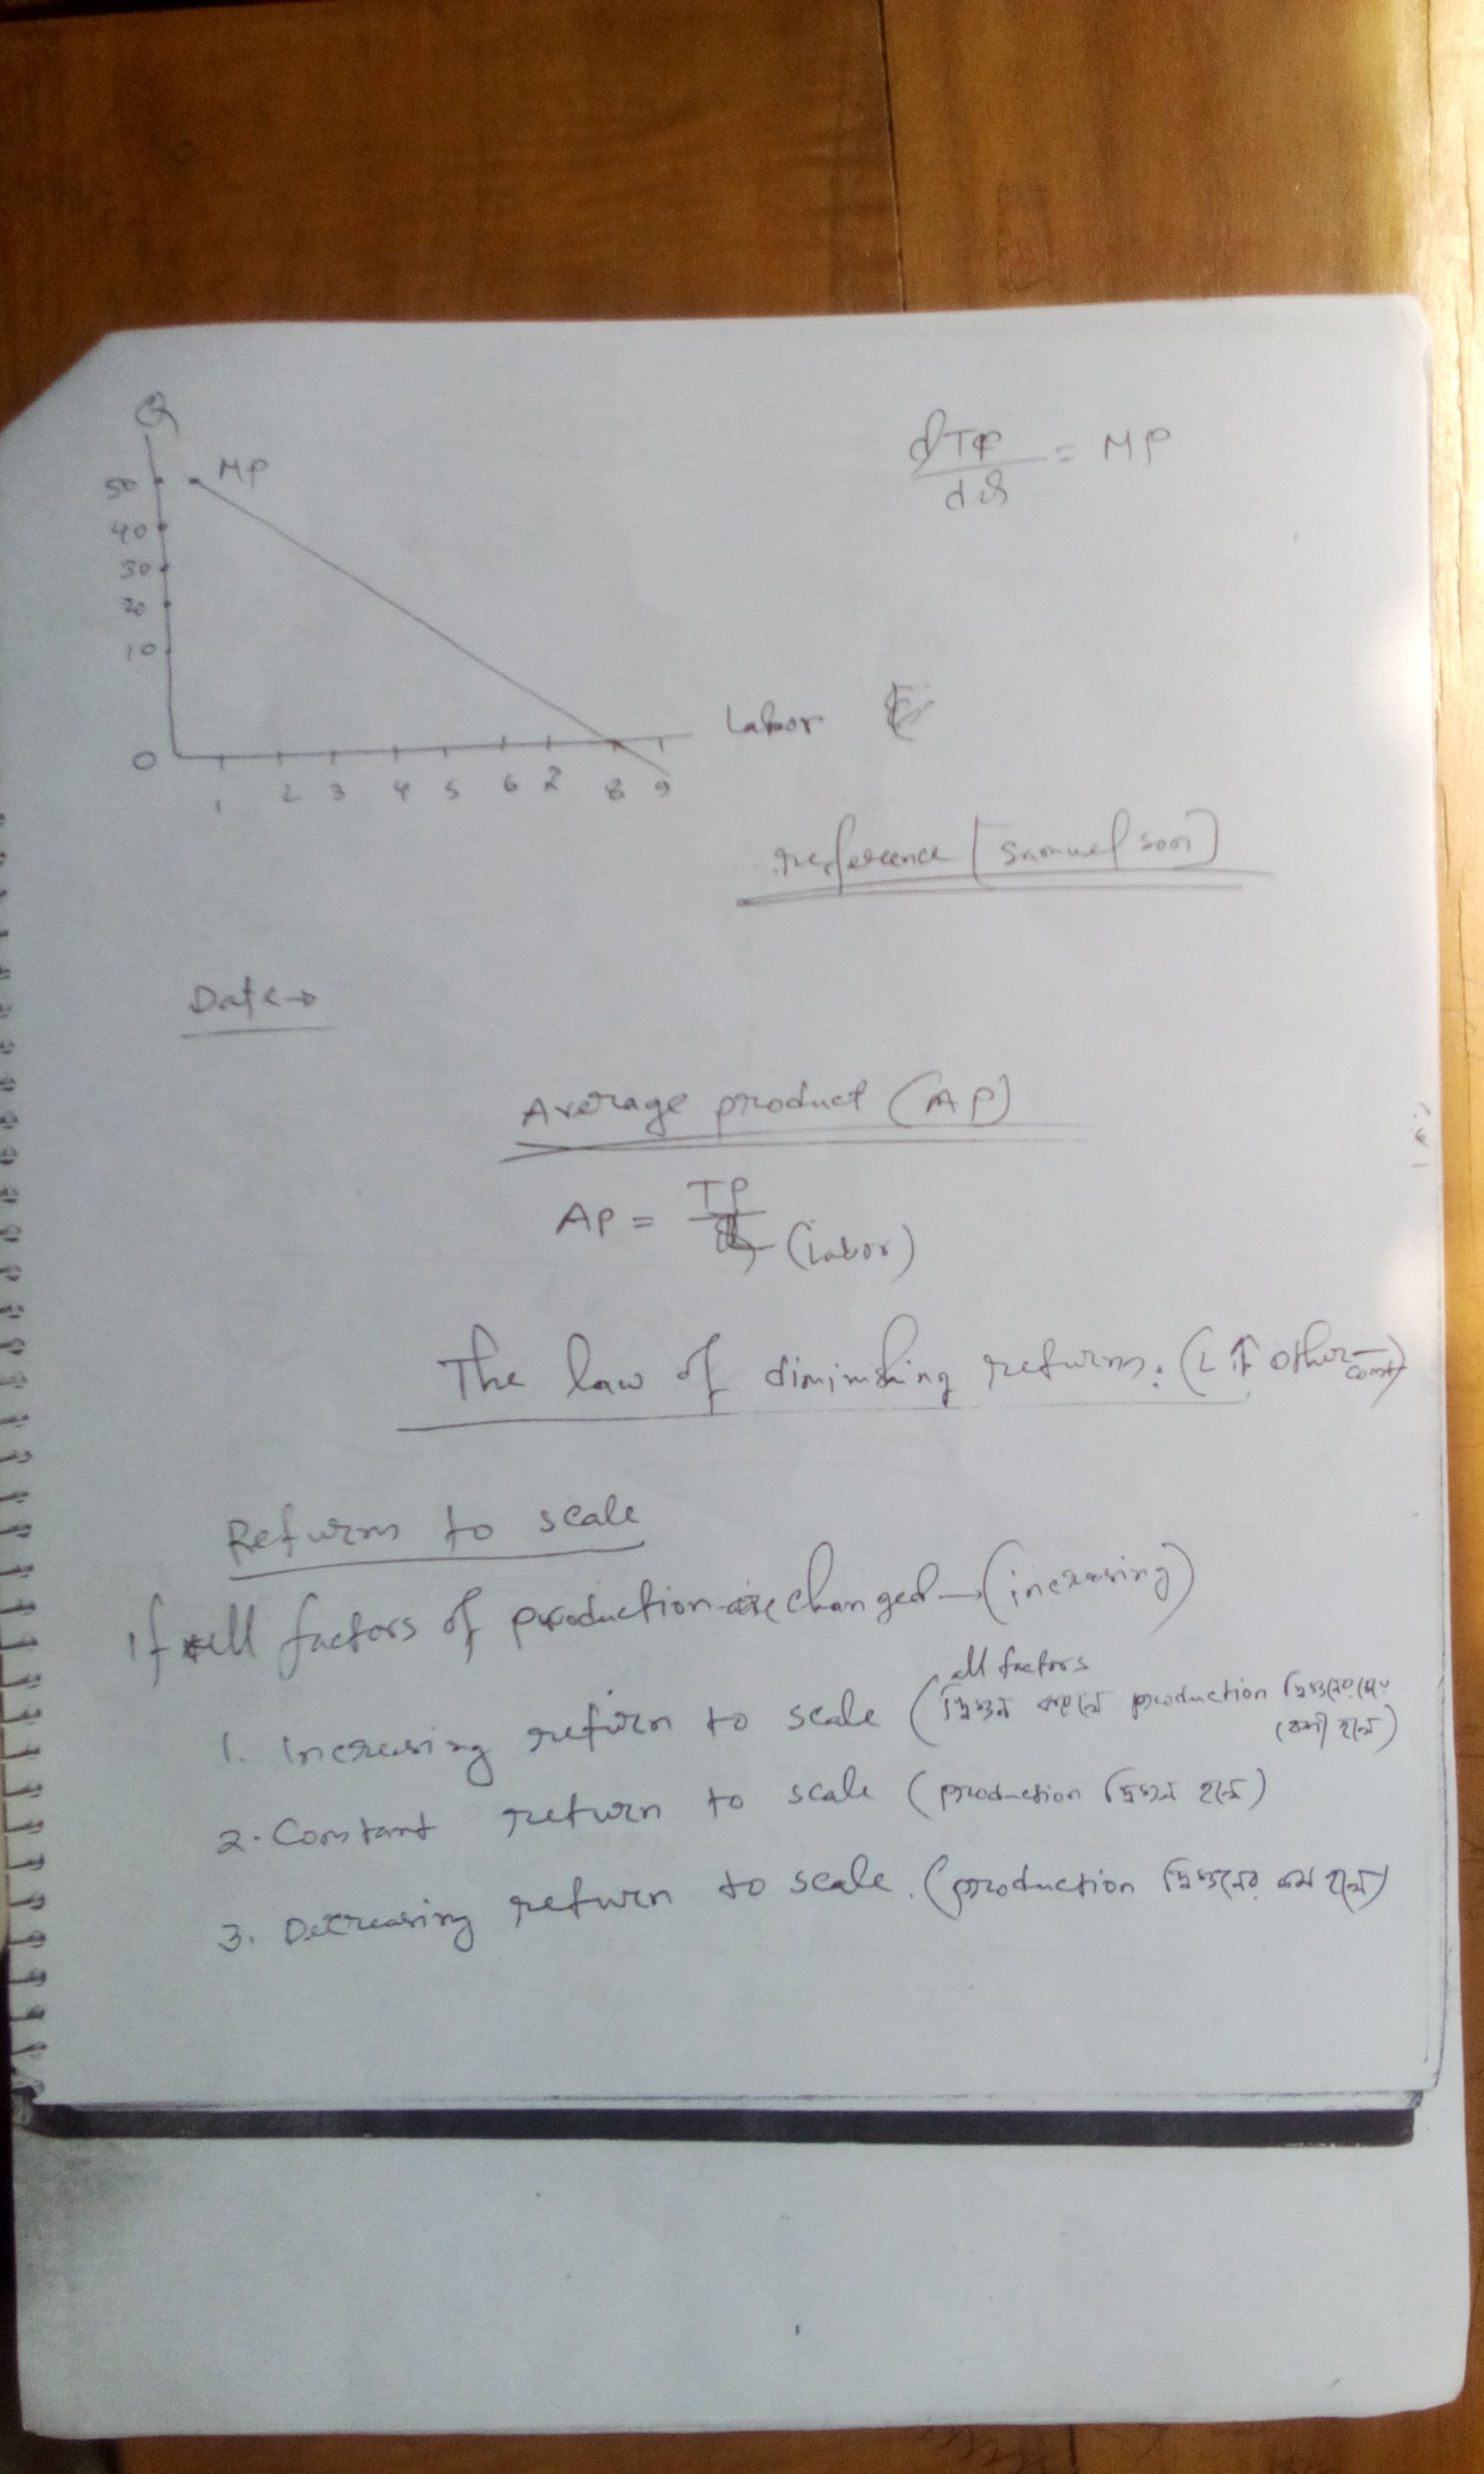 Q
MP
50
40
30
20
10
0
1 2 3 4 5 6 7 8 9
Labor
dTP = MP
reference [samuelson]
Date→
Average product (AP)
AP = TP
(Labor)
The law of diminishing returns. (L ↑ other const)
Returns to scale
If all factors of production are changed → (increasing)
all factors
1. Increasing return to scale (দ্বিগুন করলে production দ্বিগুনের
বেশী হলে)
2. Constant return to scale (production দ্বিগুন হলে)
3. Decreasing return to scale. (production দ্বিগুনের কম হলে)